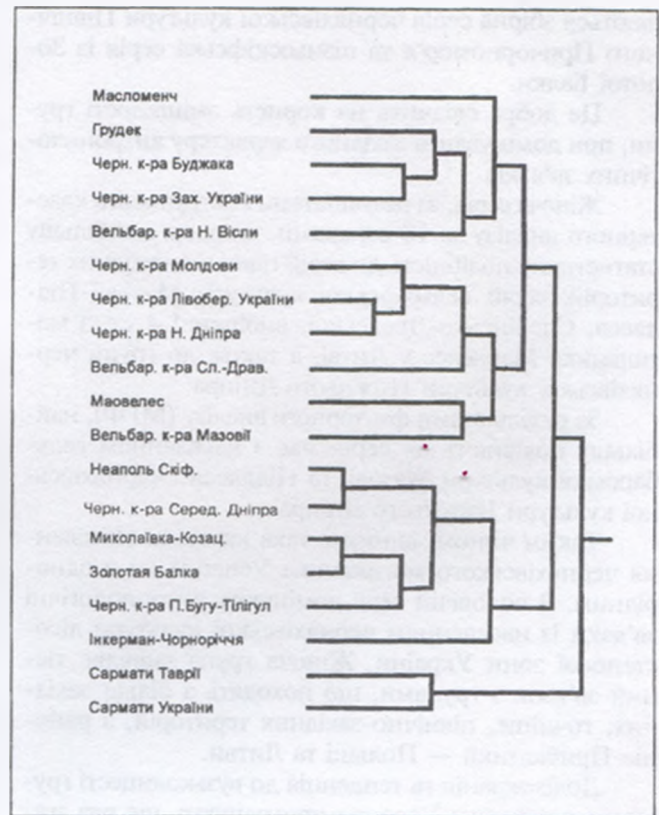 Масломенч
Грудек
Черн. к-ра Буджака
Черн. к-ра Зах. України
Вельбар. к-ра Н. Вісли
Черн. к-ра Молдови
Черн. к-ра Лівобер. України
Черн. к-ра Н. Дніпра
Вельбар. к-ра Сл.-Драв.
Маовелес
Вельбар. к-ра Мазовії
Неаполь Скіф.
Черн. к-ра Серед. Дніпра
Миколаївка-Козац.
Золотая Балка
Черн. к-ра П.Бугу-Тілігул
Інкерман-Чорноріччя
Сармати Таврії
Сармати України